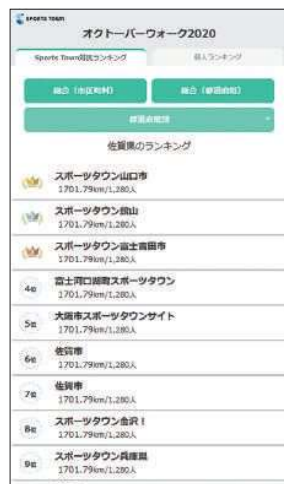 SPORTS TOWN
オクトーバーウォーク2020
Sports Town対抗ランキング
個人ランキング
総合（市区町村）
総合（都道府県）
都道府県別
佐賀県のランキング
スポーツタウン山口市
1701.79km/1,280人
スポーツタウン館山
1701.79km/1,280人
スポーツタウン富士吉田市
1701.79km/1,280人
4位
富士河口湖町スポーツタウン
1701.79km/1,280人
5位
大阪市スポーツタウンサイト
1701.79km/1,280人
6位
佐賀市
1701.79km/1,280人
7位
佐賀市
1701.79km/1,280人
8位
スポーツタウン金沢！
1701.79km/1,280人
9位
スポーツタウン兵庫県
1701.79km/1,280人